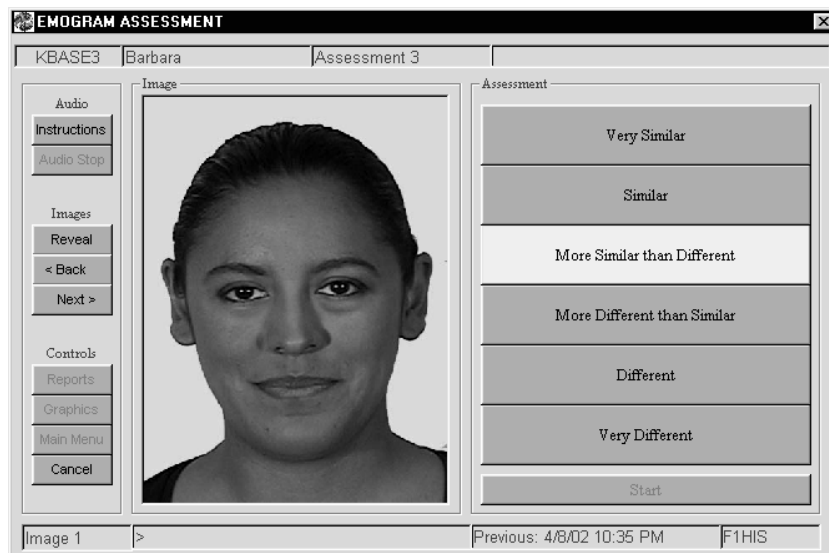 EMOGRAM ASSESSMENT
KBASE3 Barbara Assessment 3
Audio
Instructions
Audio Stop
Images
Reveal
< Back
Next >
Controls
Reports
Graphics
Main Menu
Cancel
Image
Assessment
Very Similar
Similar
More Similar than Different
More Different than Similar
Different
Very Different
Start
Image 1 > Previous: 4/8/02 10:35 PM F1HIS